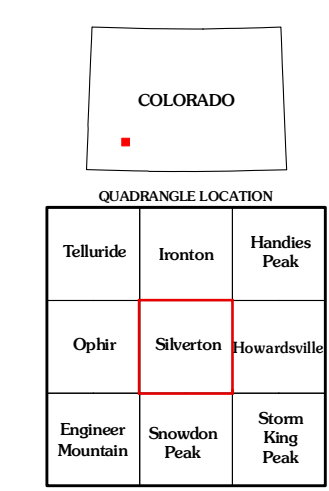 COLORADO
QUADRANGLE LOCATION
Telluride
Ironton
Handies
Peak
Ophir
Silverton
Howardsville
Engineer
Mountain
Snowdon
Peak
Storm
King
Peak